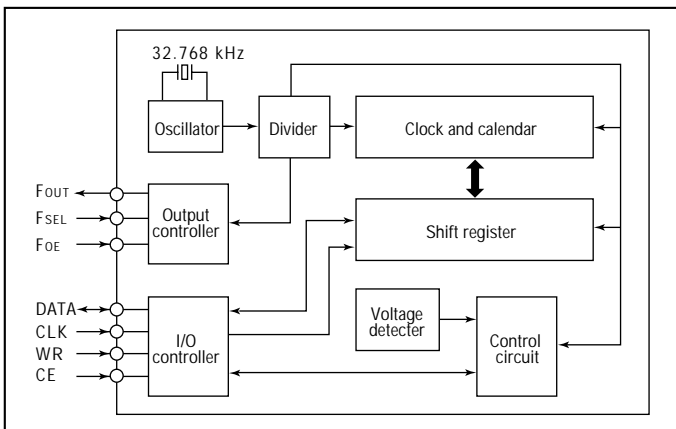 32.768 kHz
Oscillator
Divider
Clock and calendar
FOUT
FSEL
FOE
Output
controller
Shift register
DATA
CLK
WR
CE
I/O
controller
Voltage
detecter
Control
circuit